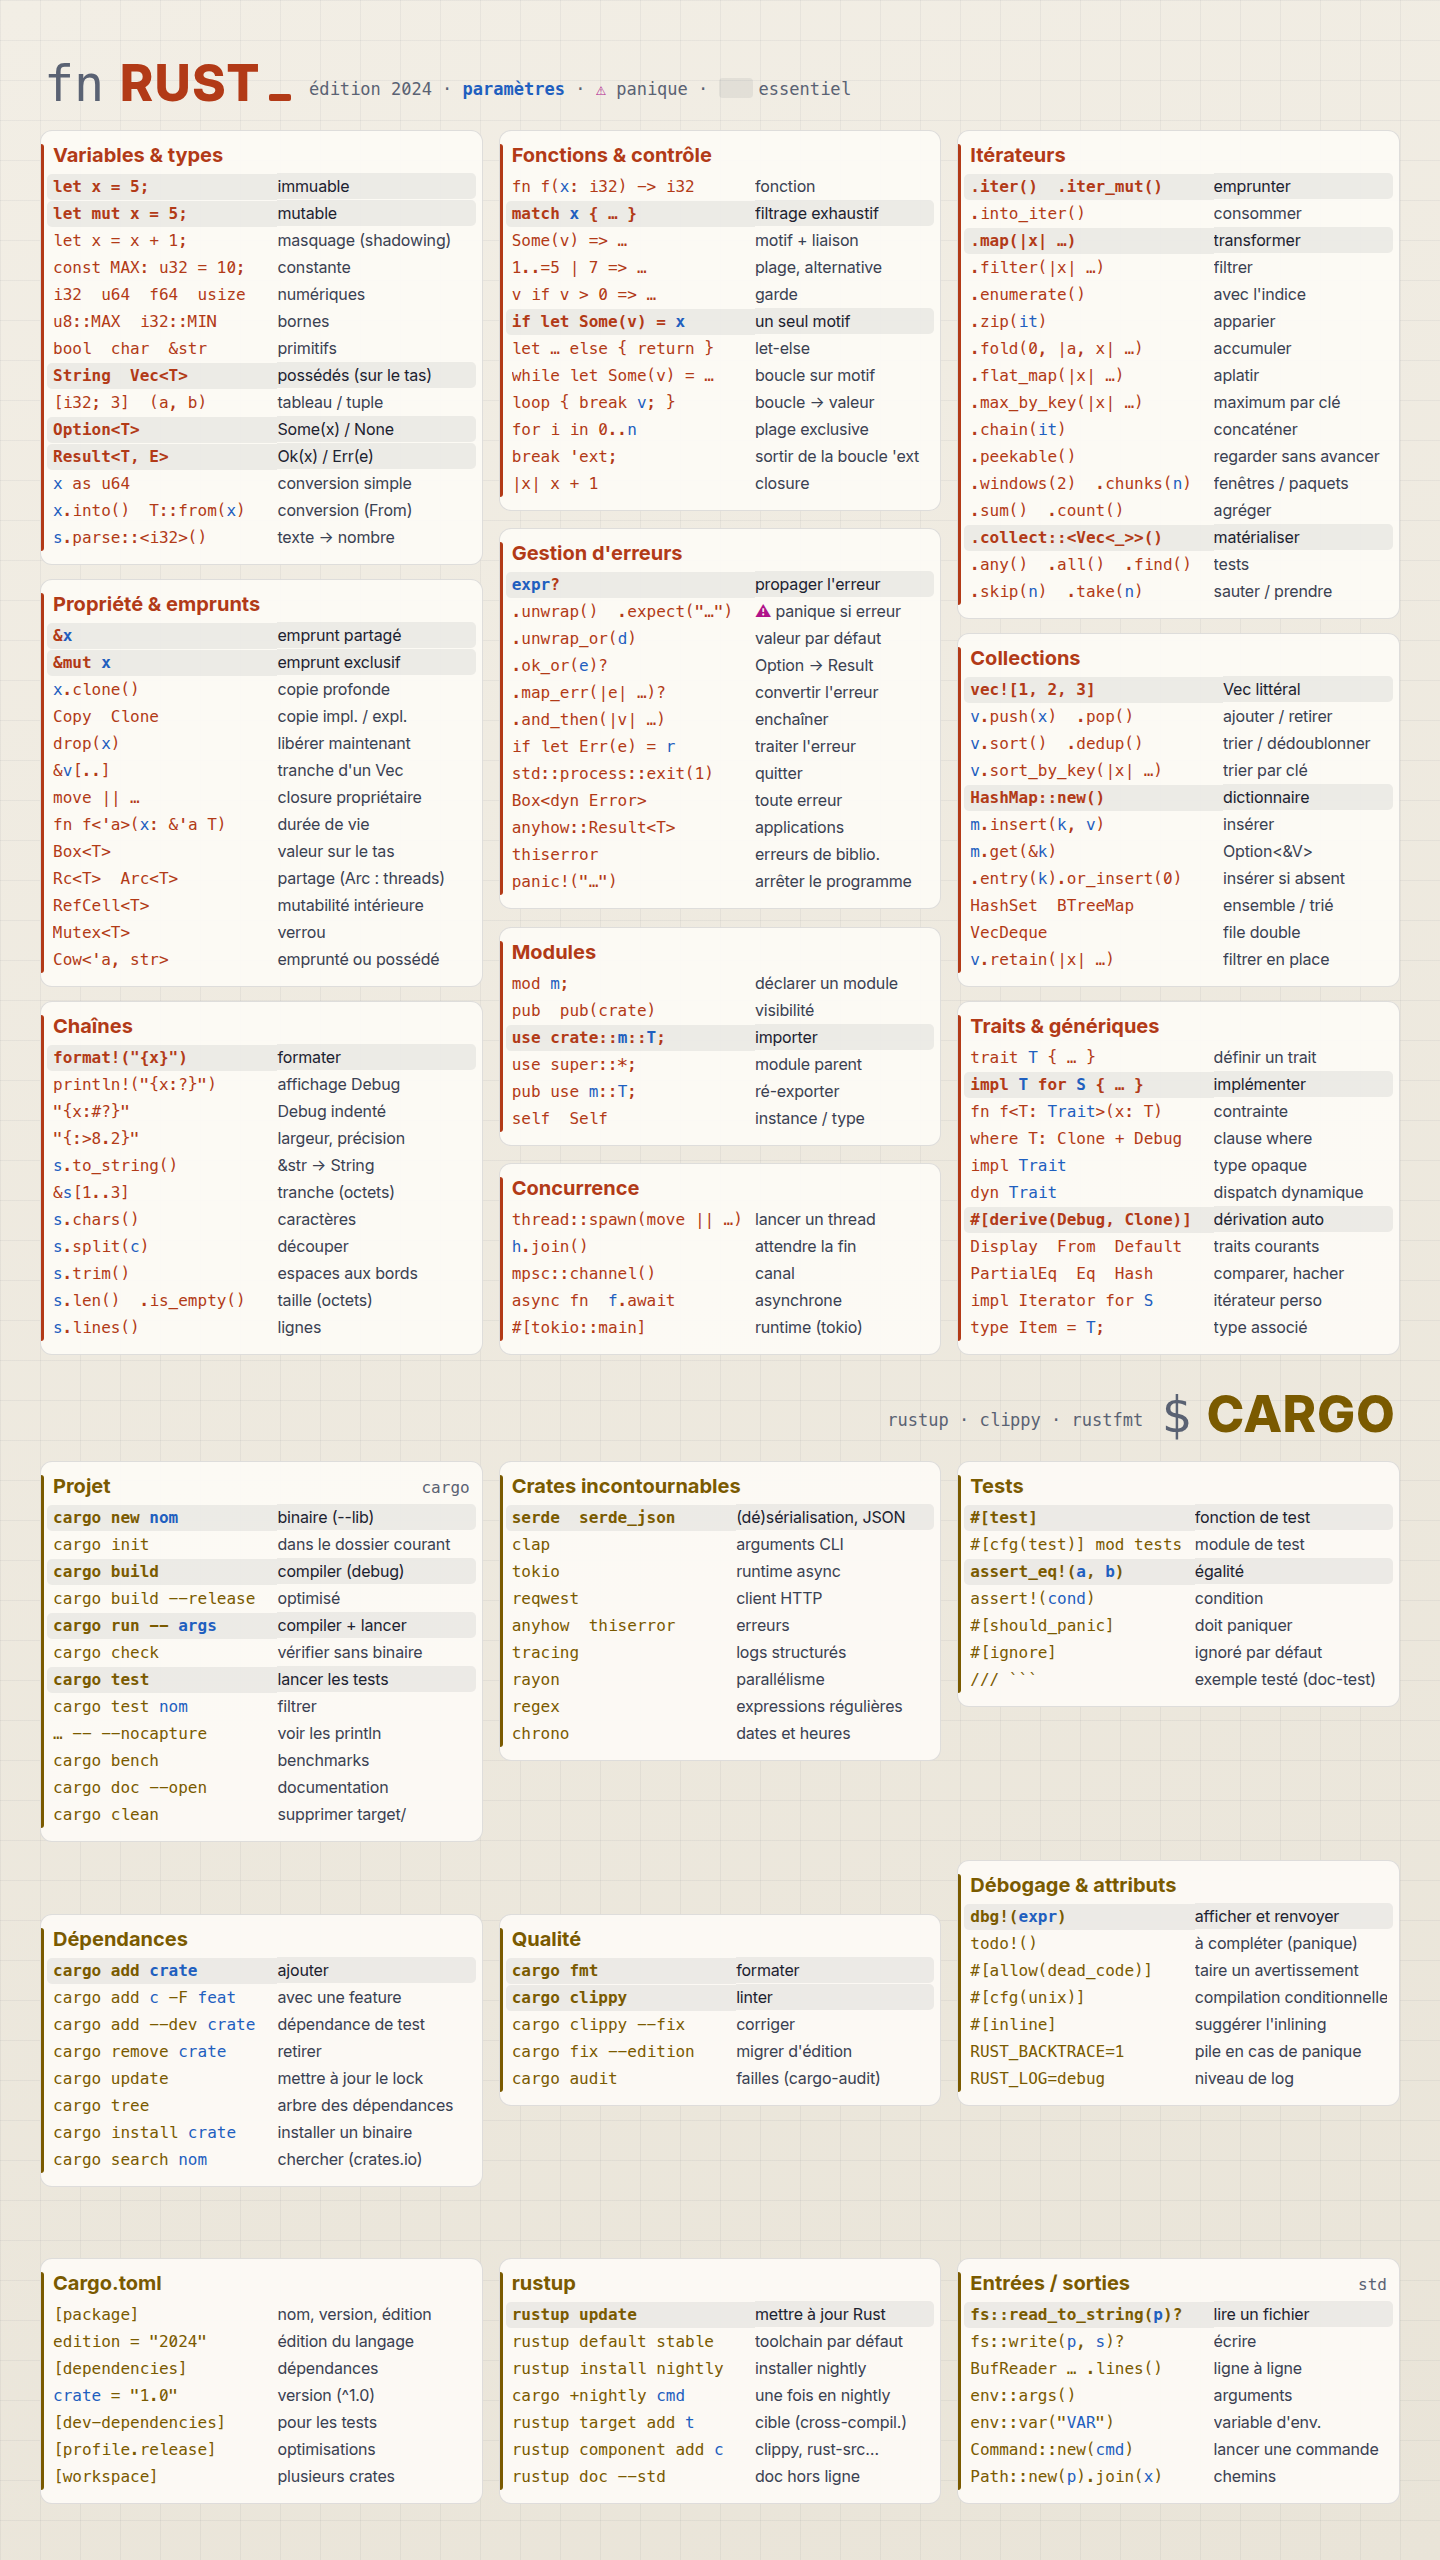 fn RUST_ édition 2024 · paramètres · ⚠ panique · essentiel
Variables & types
let x = 5; immuable
let mut x = 5; mutable
let x = x + 1; masquage (shadowing)
const MAX: u32 = 10; constante
i32 u64 f64 usize numériques
u8::MAX i32::MIN bornes
bool char &str primitifs
String Vec<T> possédés (sur le tas)
[i32; 3] (a, b) tableau / tuple
Option<T> Some(x) / None
Result<T, E> Ok(x) / Err(e)
x as u64 conversion simple
x.into() T::from(x) conversion (From)
s.parse::<i32>() texte → nombre
Propriété & emprunts
&x emprunt partagé
&mut x emprunt exclusif
x.clone() copie profonde
Copy Clone copie impl. / expl.
drop(x) libérer maintenant
&v[..] tranche d'un Vec
move || … closure propriétaire
fn f<'a>(x: &'a T) durée de vie
Box<T> valeur sur le tas
Rc<T> Arc<T> partage (Arc : threads)
RefCell<T> mutabilité intérieure
Mutex<T> verrou
Cow<'a, str> emprunté ou possédé
Chaînes
format!("{x}") formater
println!("{x:?}") affichage Debug
"{x:#?}" Debug indenté
"{:>8.2}" largeur, précision
s.to_string() &str → String
&s[1..3] tranche (octets)
s.chars() caractères
s.split(c) découper
s.trim() espaces aux bords
s.len() .is_empty() taille (octets)
s.lines() lignes
Fonctions & contrôle
fn f(x: i32) -> i32 fonction
match x { … } filtrage exhaustif
Some(v) => … motif + liaison
1..=5 | 7 => … plage, alternative
v if v > 0 => … garde
if let Some(v) = x un seul motif
let … else { return } let-else
while let Some(v) = … boucle sur motif
loop { break v; } boucle → valeur
for i in 0..n plage exclusive
break 'ext; sortir de la boucle 'ext
|x| x + 1 closure
Gestion d'erreurs
expr? propager l'erreur
.unwrap() .expect("…") ⚠ panique si erreur
.unwrap_or(d) valeur par défaut
.ok_or(e)? Option → Result
.map_err(|e| …)? convertir l'erreur
.and_then(|v| …) enchaîner
if let Err(e) = r traiter l'erreur
std::process::exit(1) quitter
Box<dyn Error> toute erreur
anyhow::Result<T> applications
thiserror erreurs de biblio.
panic!("…") arrêter le programme
Modules
mod m; déclarer un module
pub pub(crate) visibilité
use crate::m::T; importer
use super::*; module parent
pub use m::T; ré-exporter
self Self instance / type
Concurrence
thread::spawn(move || …) lancer un thread
h.join() attendre la fin
mpsc::channel() canal
async fn f.await asynchrone
#[tokio::main] runtime (tokio)
Itérateurs
.iter() .iter_mut() emprunter
.into_iter() consommer
.map(|x| …) transformer
.filter(|x| …) filtrer
.enumerate() avec l'indice
.zip(it) apparier
.fold(0, |a, x| …) accumuler
.flat_map(|x| …) aplatir
.max_by_key(|x| …) maximum par clé
.chain(it) concaténer
.peekable() regarder sans avancer
.windows(2) .chunks(n) fenêtres / paquets
.sum() .count() agréger
.collect::<Vec<_>>() matérialiser
.any() .all() .find() tests
.skip(n) .take(n) sauter / prendre
Collections
vec![1, 2, 3] Vec littéral
v.push(x) .pop() ajouter / retirer
v.sort() .dedup() trier / dédoublonner
v.sort_by_key(|x| …) trier par clé
HashMap::new() dictionnaire
m.insert(k, v) insérer
m.get(&k) Option<&V>
.entry(k).or_insert(0) insérer si absent
HashSet BTreeMap ensemble / trié
VecDeque file double
v.retain(|x| …) filtrer en place
Traits & génériques
trait T { … } définir un trait
impl T for S { … } implémenter
fn f<T: Trait>(x: T) contrainte
where T: Clone + Debug clause where
impl Trait type opaque
dyn Trait dispatch dynamique
#[derive(Debug, Clone)] dérivation auto
Display From Default traits courants
PartialEq Eq Hash comparer, hacher
impl Iterator for S itérateur perso
type Item = T; type associé
rustup · clippy · rustfmt $ CARGO
Projet cargo
cargo new nom binaire (--lib)
cargo init dans le dossier courant
cargo build compiler (debug)
cargo build --release optimisé
cargo run -- args compiler + lancer
cargo check vérifier sans binaire
cargo test lancer les tests
cargo test nom filtrer
… -- --nocapture voir les println
cargo bench benchmarks
cargo doc --open documentation
cargo clean supprimer target/
Crates incontournables
serde serde_json (dé)sérialisation, JSON
clap arguments CLI
tokio runtime async
reqwest client HTTP
anyhow thiserror erreurs
tracing logs structurés
rayon parallélisme
regex expressions régulières
chrono dates et heures
Tests
#[test] fonction de test
#[cfg(test)] mod tests module de test
assert_eq!(a, b) égalité
assert!(cond) condition
#[should_panic] doit paniquer
#[ignore] ignoré par défaut
/// ``` exemple testé (doc-test)
Dépendances
cargo add crate ajouter
cargo add c -F feat avec une feature
cargo add --dev crate dépendance de test
cargo remove crate retirer
cargo update mettre à jour le lock
cargo tree arbre des dépendances
cargo install crate installer un binaire
cargo search nom chercher (crates.io)
Qualité
cargo fmt formater
cargo clippy linter
cargo clippy --fix corriger
cargo fix --edition migrer d'édition
cargo audit failles (cargo-audit)
Débogage & attributs
dbg!(expr) afficher et renvoyer
todo!() à compléter (panique)
#[allow(dead_code)] taire un avertissement
#[cfg(unix)] compilation conditionnelle
#[inline] suggérer l'inlining
RUST_BACKTRACE=1 pile en cas de panique
RUST_LOG=debug niveau de log
Cargo.toml
[package] nom, version, édition
edition = "2024" édition du langage
[dependencies] dépendances
crate = "1.0" version (^1.0)
[dev-dependencies] pour les tests
[profile.release] optimisations
[workspace] plusieurs crates
rustup
rustup update mettre à jour Rust
rustup default stable toolchain par défaut
rustup install nightly installer nightly
cargo +nightly cmd une fois en nightly
rustup target add t cible (cross-compil.)
rustup component add c clippy, rust-src…
rustup doc --std doc hors ligne
Entrées / sorties std
fs::read_to_string(p)? lire un fichier
fs::write(p, s)? écrire
BufReader … .lines() ligne à ligne
env::args() arguments
env::var("VAR") variable d'env.
Command::new(cmd) lancer une commande
Path::new(p).join(x) chemins